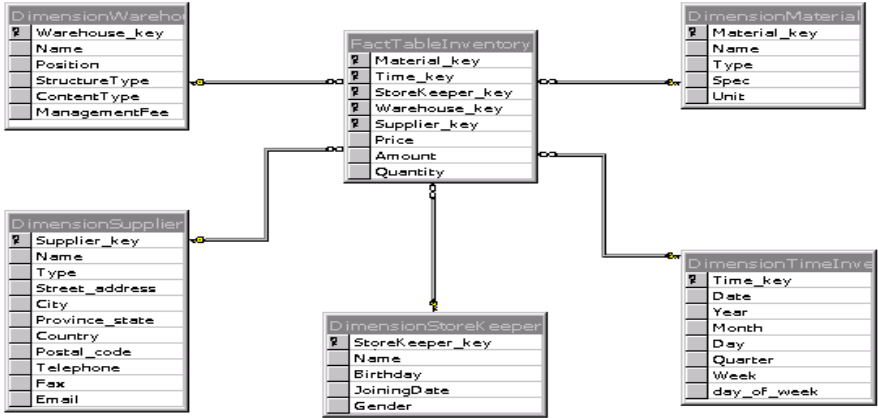 DimensionWarehou
Warehouse_key
Name
Position
StructureType
ContentType
ManagementFee
FactTableInventory
Material_key
Time_key
StoreKeeper_key
Warehouse_key
Supplier_key
Price
Amount
Quantity
DimensionMaterial
Material_key
Name
Type
Spec
Unit
DimensionSupplier
Supplier_key
Name
Type
Street_address
City
Province_state
Country
Postal_code
Telephone
Fax
Email
DimensionStoreKeeper
StoreKeeper_key
Name
Birthday
JoiningDate
Gender
DimensionTimeInve
Time_key
Date
Year
Month
Day
Quarter
Week
day_of_week